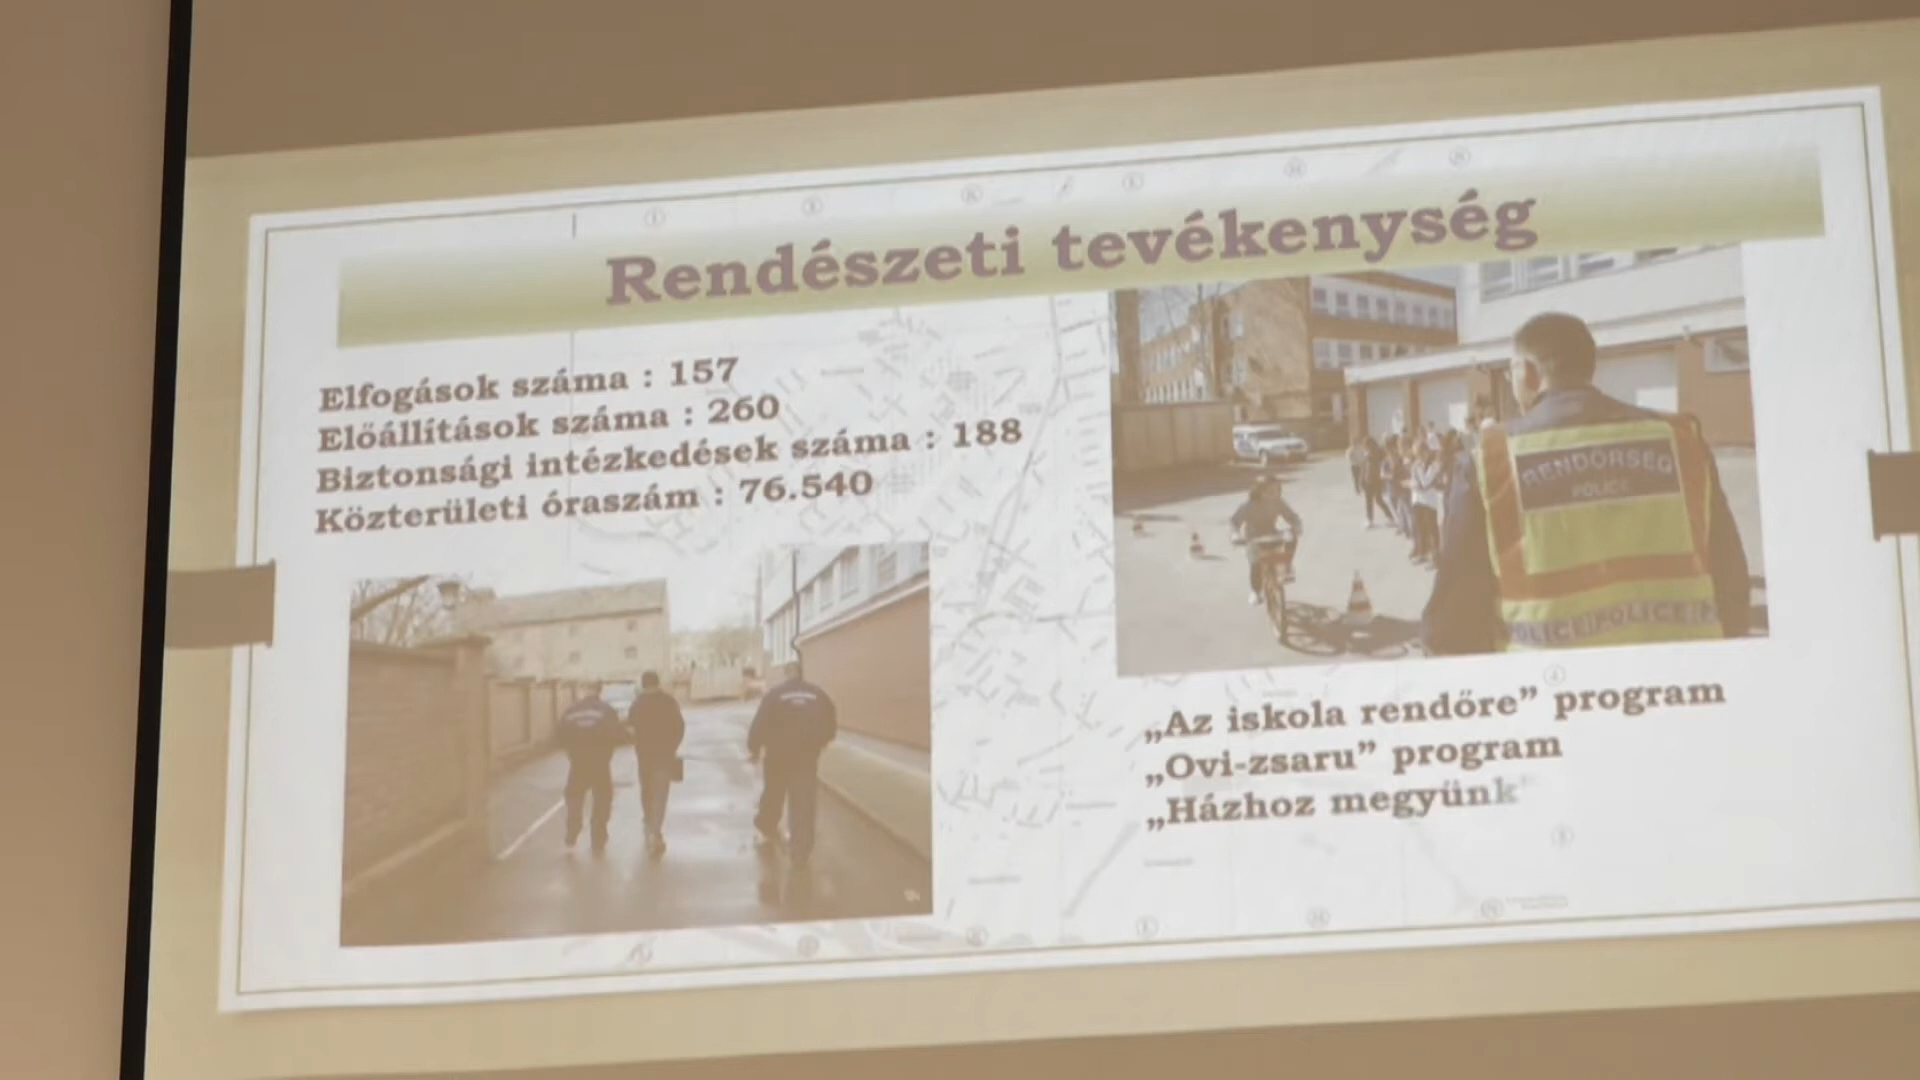 Rendészeti tevékenység
Elfogások száma : 157
Előállítások száma : 260
Biztonsági intézkedések száma : 188
Közterületi óraszám : 76.540
RENDŐRSÉG
POLICE
POLICE POLICE
„Az iskola rendőre” program
„Ovi-zsaru” program
„Házhoz megyünk”